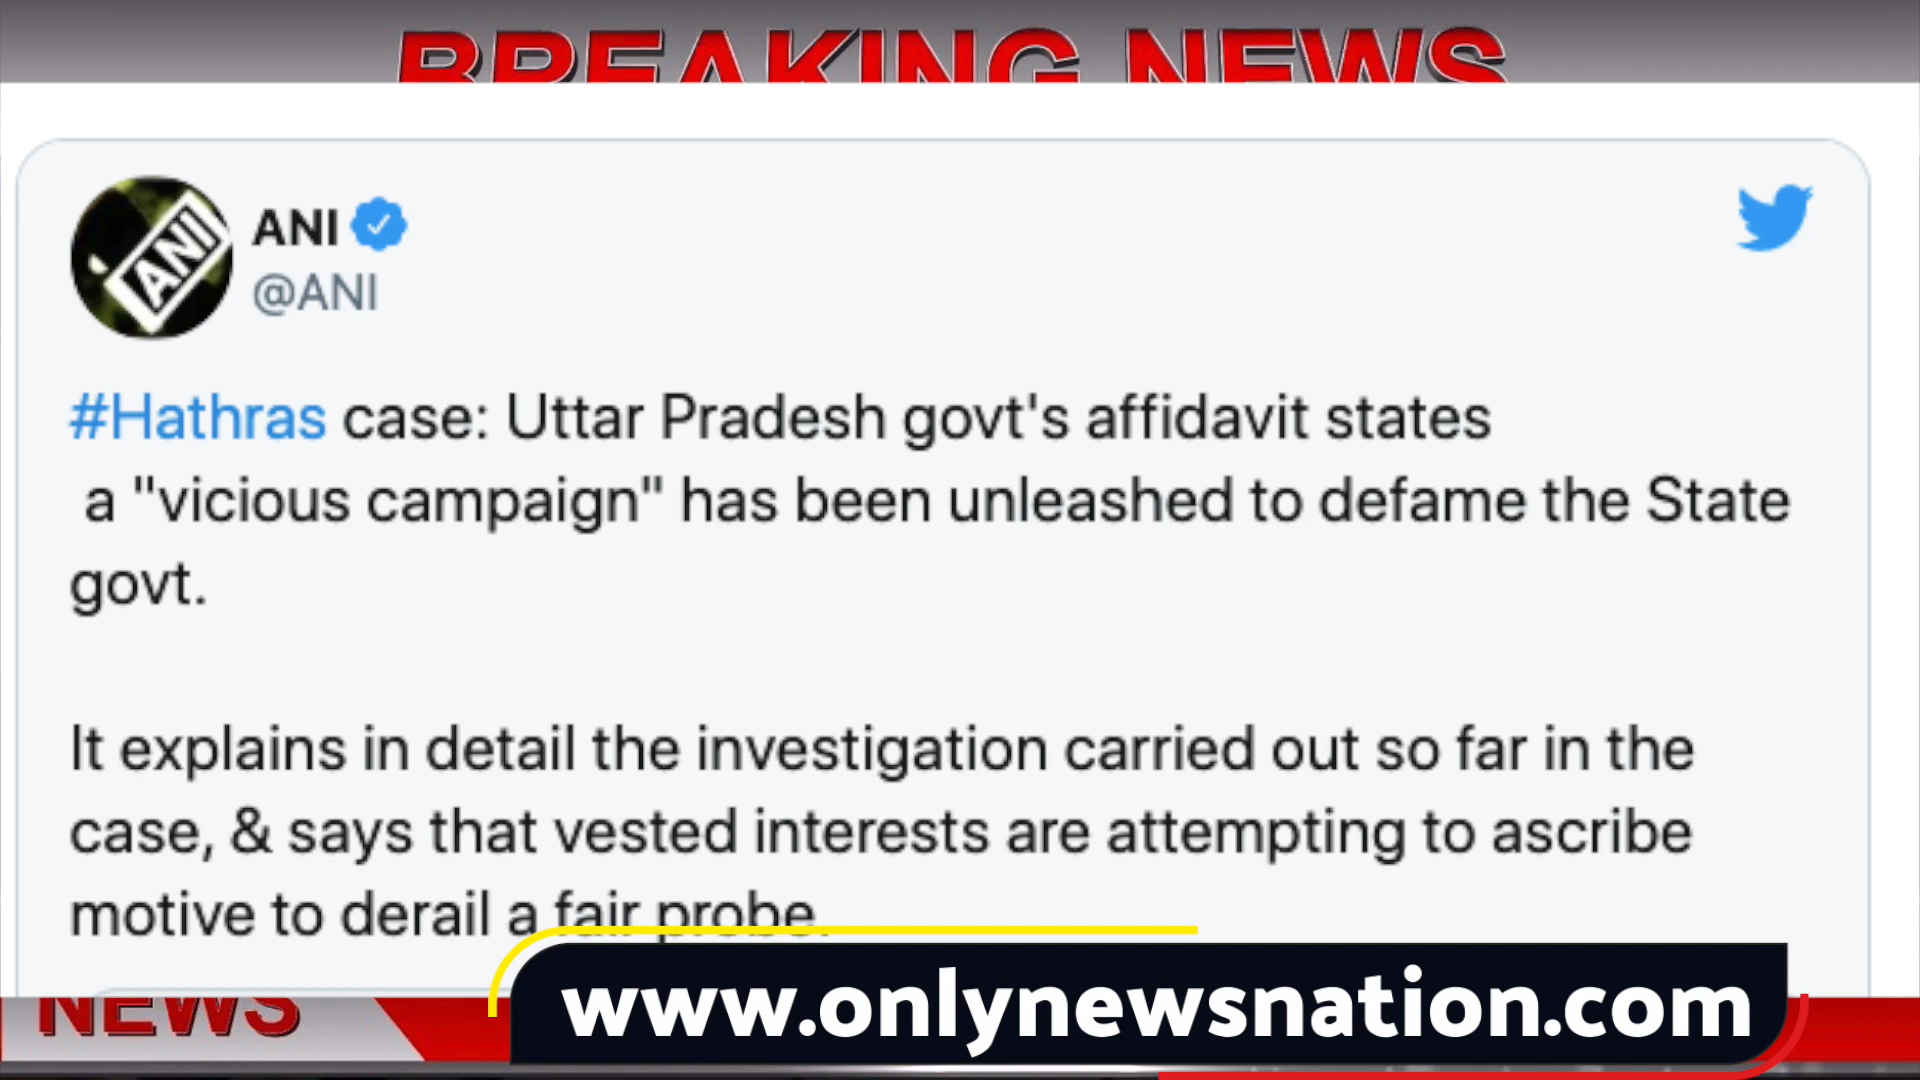 BREAKING NEWS
ANI
ANI
@ANI
#Hathras case: Uttar Pradesh govt's affidavit states
a "vicious campaign" has been unleashed to defame the State
govt.
It explains in detail the investigation carried out so far in the
case, & says that vested interests are attempting to ascribe
motive to derail a fair probe.
NEWS
www.onlynewsnation.com